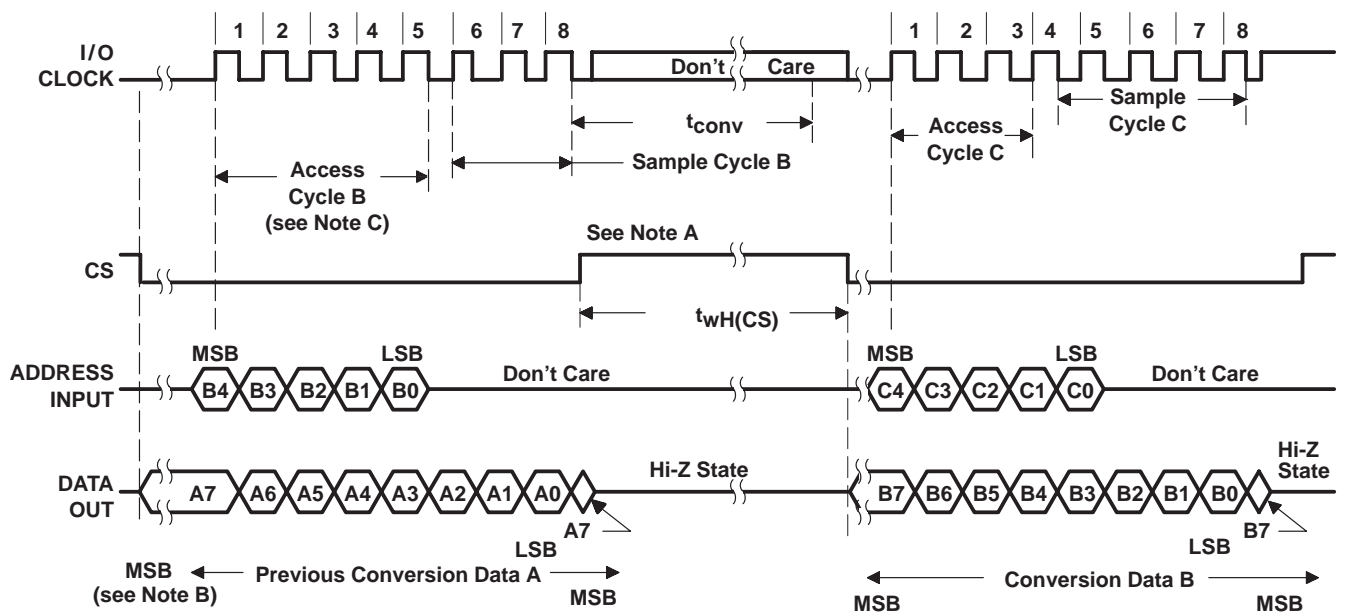 1 2 3 4 5 6 7 8 1 2 3 4 5 6 7 8
I/O
CLOCK
Don't Care
tconv
Access
Cycle B
(see Note C)
Sample Cycle B
Access
Cycle C
Sample
Cycle C
CS
See Note A
twH(CS)
ADDRESS
INPUT
MSB LSB
B4 B3 B2 B1 B0
Don't Care
MSB LSB
C4 C3 C2 C1 C0
Don't Care
DATA
OUT
A7 A6 A5 A4 A3 A2 A1 A0
Hi-Z State
B7 B6 B5 B4 B3 B2 B1 B0
Hi-Z
State
A7
LSB
B7
LSB
MSB
(see Note B)
Previous Conversion Data A
MSB
Conversion Data B
MSB
MSB